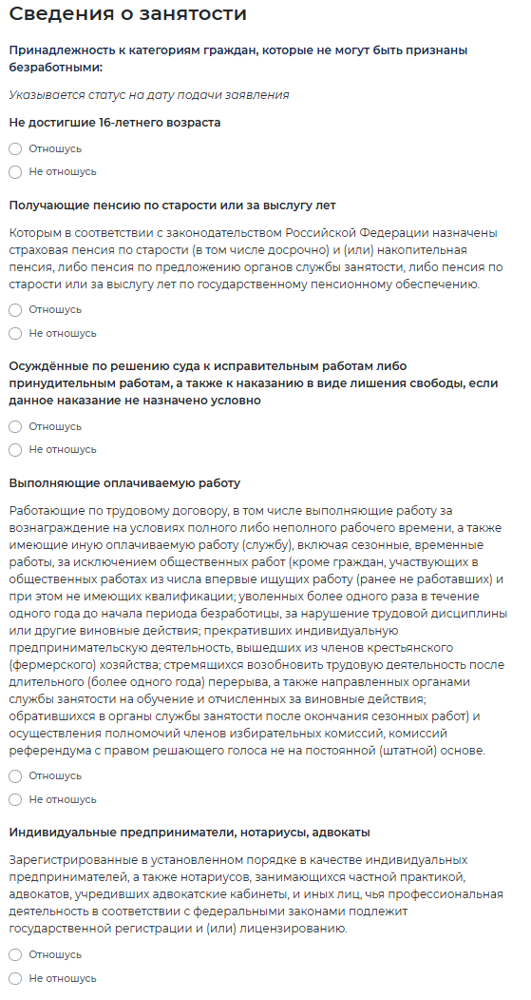 Сведения о занятости
Принадлежность к категориям граждан, которые не могут быть признаны
безработными:
Указывается статус на дату подачи заявления
Не достигшие 16-летнего возраста
Отношусь
Не отношусь
Получающие пенсию по старости или за выслугу лет
Которым в соответствии с законодательством Российской Федерации назначены
страховая пенсия по старости (в том числе досрочно) и (или) накопительная
пенсия, либо пенсия по предложению органов службы занятости, либо пенсия по
старости или за выслугу лет по государственному пенсионному обеспечению.
Отношусь
Не отношусь
Осуждённые по решению суда к исправительным работам либо
принудительным работам, а также к наказанию в виде лишения свободы, если
данное наказание не назначено условно
Отношусь
Не отношусь
Выполняющие оплачиваемую работу
Работающие по трудовому договору, в том числе выполняющие работу за
вознаграждение на условиях полного либо неполного рабочего времени, а также
имеющие иную оплачиваемую работу (службу), включая сезонные, временные
работы, за исключением общественных работ (кроме граждан, участвующих в
общественных работах из числа впервые ищущих работу (ранее не работавших) и
при этом не имеющих квалификации; уволенных более одного раза в течение
одного года до начала периода безработицы, за нарушение трудовой дисциплины
или другие виновные действия; прекративших индивидуальную
предпринимательскую деятельность, вышедших из членов крестьянского
(фермерского) хозяйства; стремящихся возобновить трудовую деятельность после
длительного (более одного года) перерыва, а также направленных органами
службы занятости на обучение и отчисленных за виновные действия;
обратившихся в органы службы занятости после окончания сезонных работ) и
осуществления полномочий членов избирательных комиссий, комиссий
референдума с правом решающего голоса не на постоянной (штатной) основе.
Отношусь
Не отношусь
Индивидуальные предприниматели, нотариусы, адвокаты
Зарегистрированные в установленном порядке в качестве индивидуальных
предпринимателей, а также нотариусов, занимающихся частной практикой,
адвокатов, учредивших адвокатские кабинеты, и иных лиц, чья профессиональная
деятельность в соответствии с федеральными законами подлежит
государственной регистрации и (или) лицензированию.
Отношусь
Не отношусь